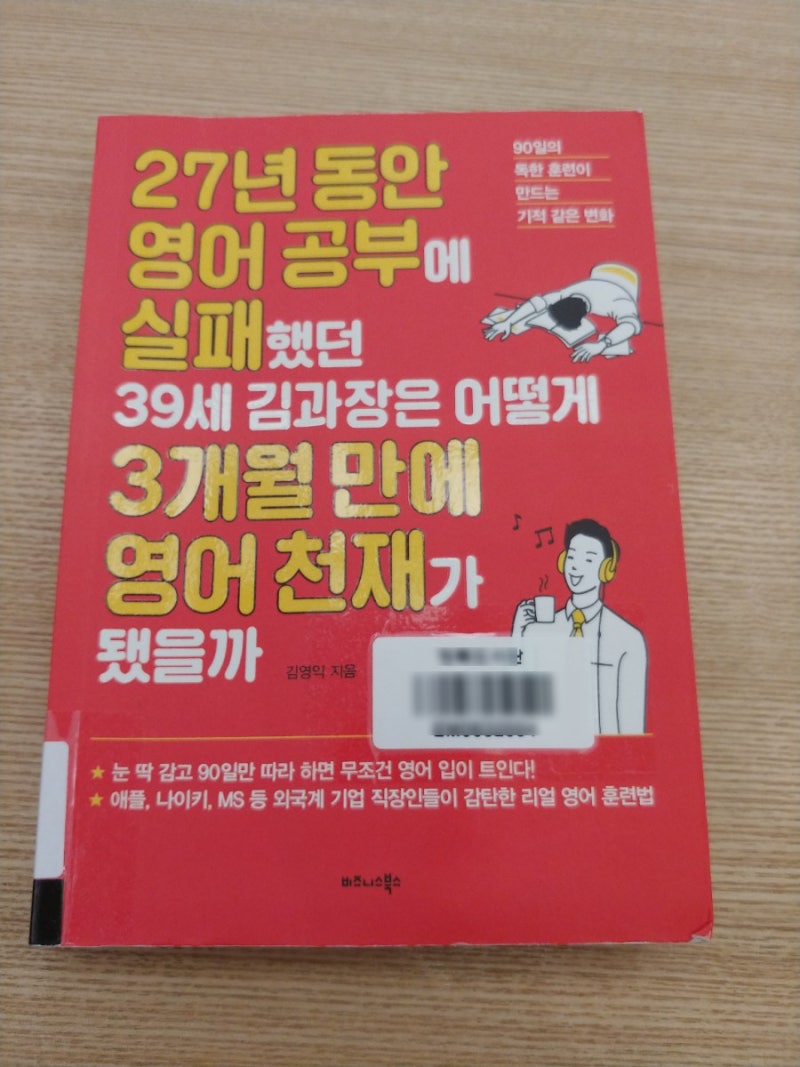 27년 동안
영어 공부에
실패했던
39세 김과장은 어떻게
3개월 만에
영어 천재가
됐을까
김영익 지음
90일의
독한 훈련이
만드는
기적 같은 변화
★ 눈 딱 감고 90일만 따라 하면 무조건 영어 입이 트인다!
★ 애플, 나이키, MS 등 외국계 기업 직장인들이 감탄한 리얼 영어 훈련법
비즈니스북스